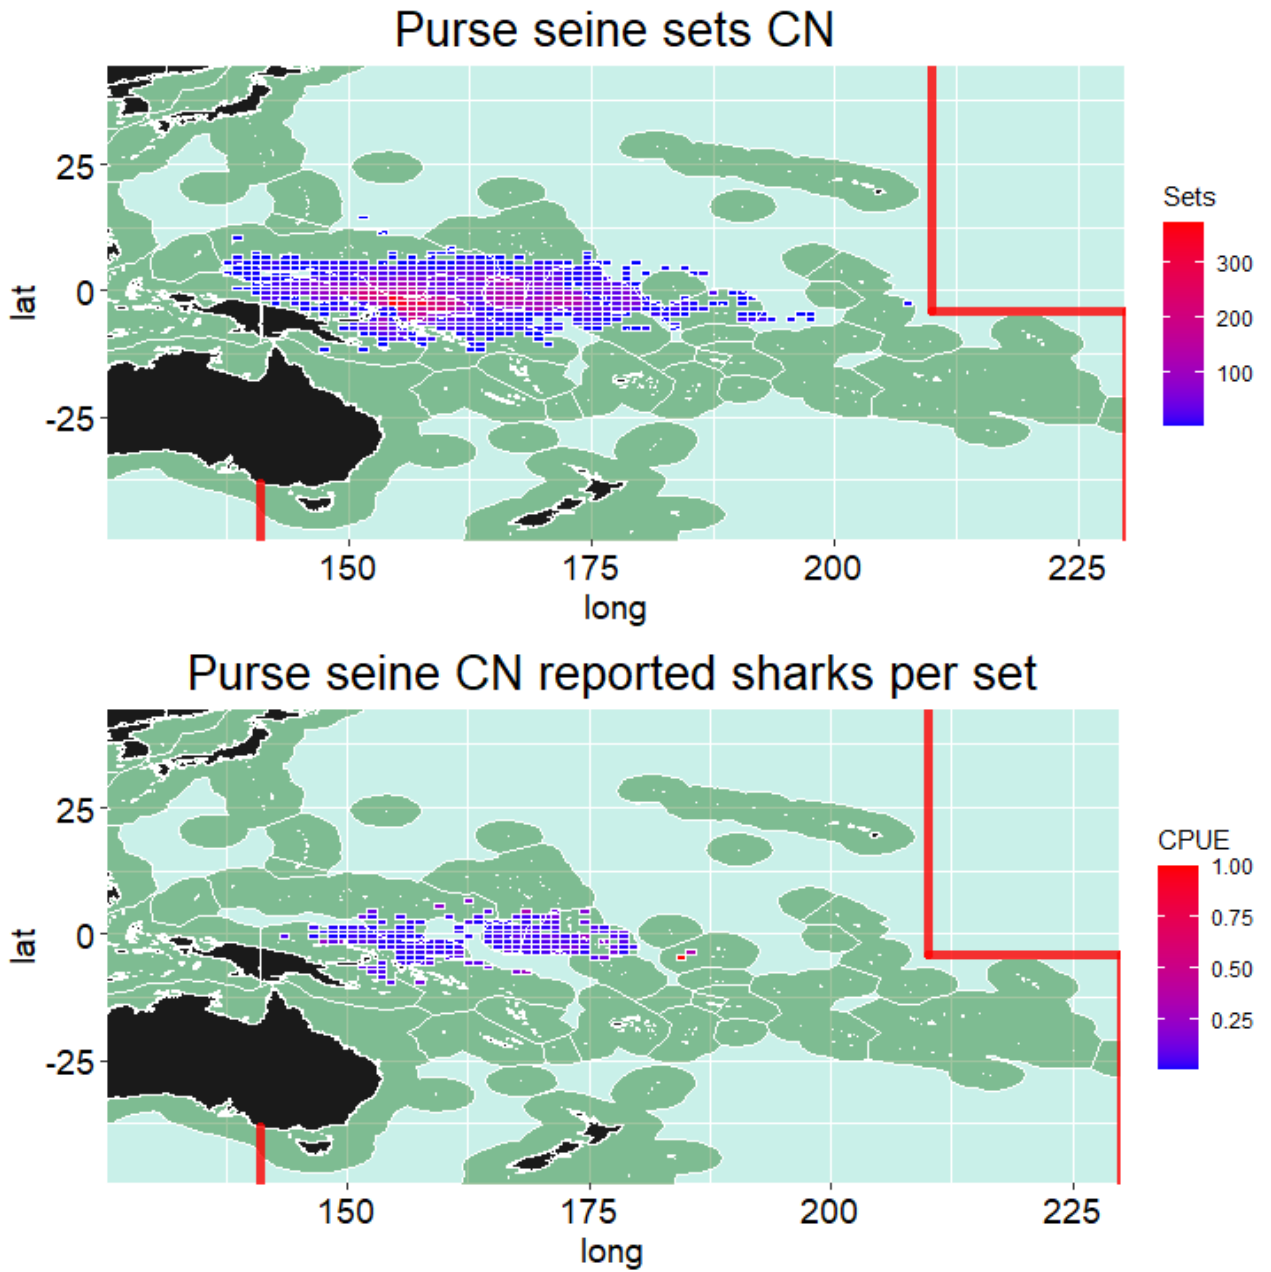 Purse seine sets CN
25
0
-25
lat
150 175 200 225
long
Sets
300
200
100
Purse seine CN reported sharks per set
25
0
-25
lat
150 175 200 225
long
CPUE
1.00
0.75
0.50
0.25